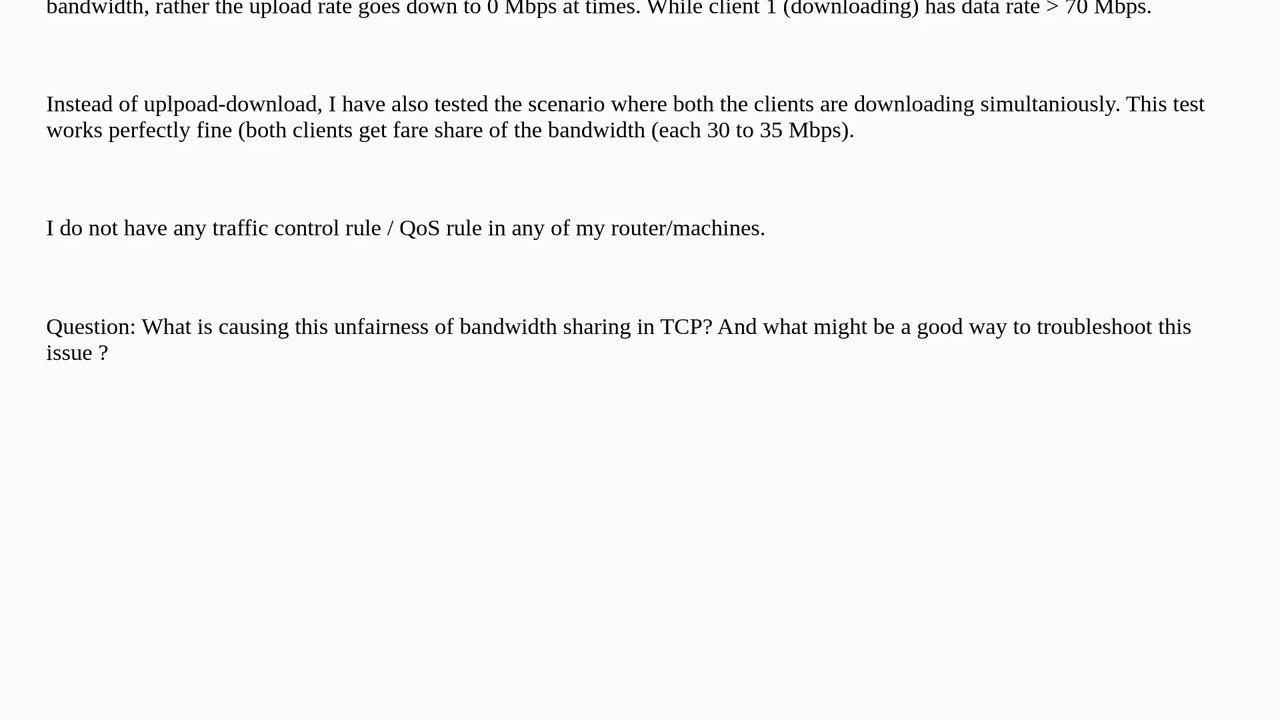 bandwidth, rather the upload rate goes down to 0 Mbps at times. While client 1 (downloading) has data rate > 70 Mbps.
Instead of uplpoad-download, I have also tested the scenario where both the clients are downloading simultaniously. This test
works perfectly fine (both clients get fare share of the bandwidth (each 30 to 35 Mbps).
I do not have any traffic control rule / QoS rule in any of my router/machines.
Question: What is causing this unfairness of bandwidth sharing in TCP? And what might be a good way to troubleshoot this
issue ?